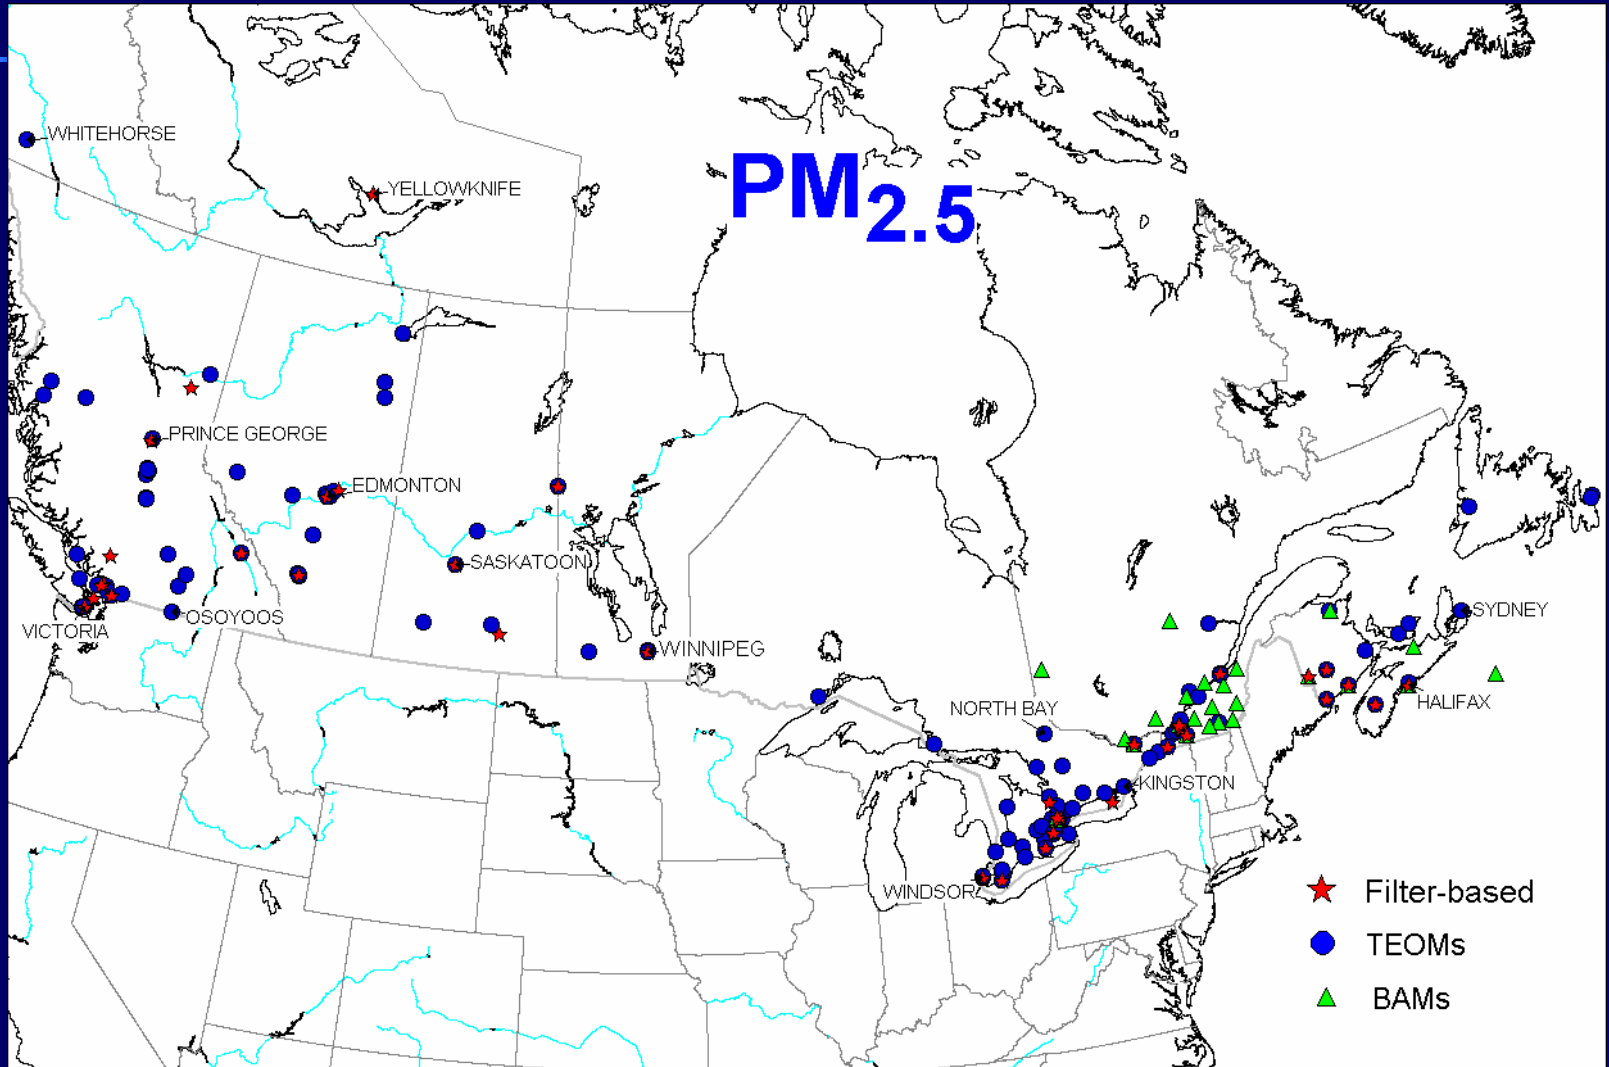 WHITEHORSE
YELLOWKNIFE
PM2.5
PRINCE GEORGE
EDMONTON
SASKATOON
OSOYOOS
VICTORIA
WINNIPEG
SYDNEY
NORTH BAY
HALIFAX
KINGSTON
WINDSOR
Filter-based
TEOMs
BAMs